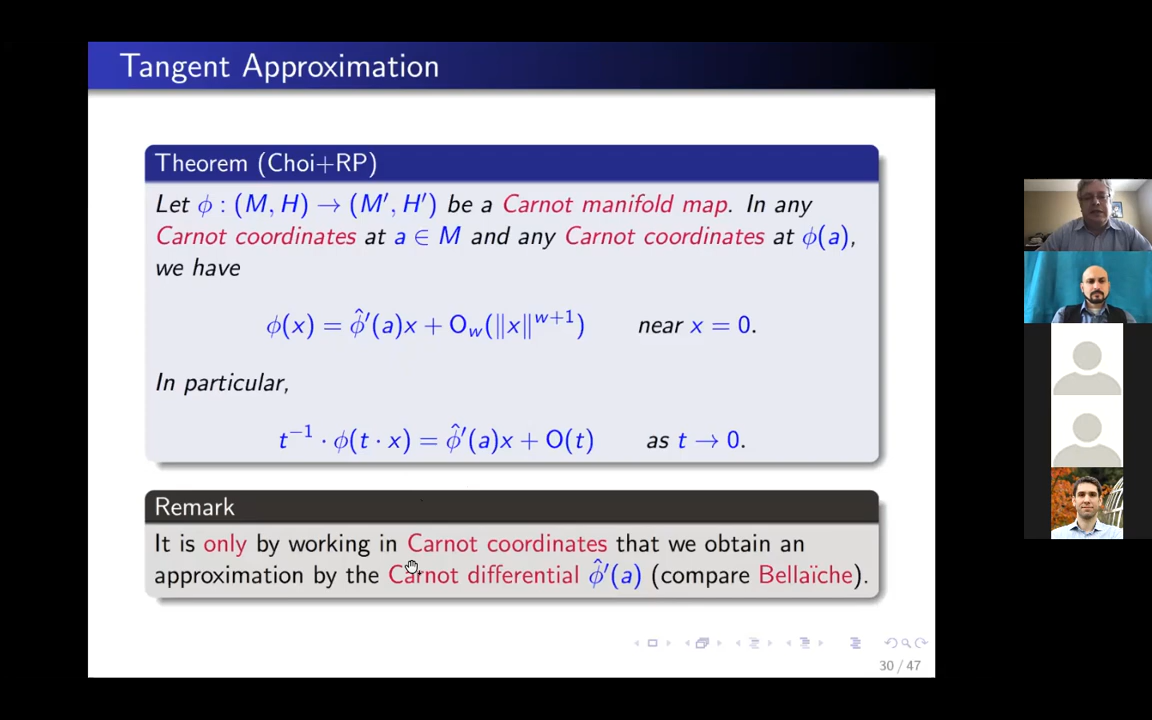 Tangent Approximation
Theorem (Choi+RP)
Let ϕ : (M, H) → (M′, H′) be a Carnot manifold map. In any
Carnot coordinates at a ∈ M and any Carnot coordinates at ϕ(a),
we have
ϕ(x) = ϕ̂′(a)x + O_w(‖x‖^{w+1}) near x = 0.
In particular,
t⁻¹ · ϕ(t · x) = ϕ̂′(a)x + O(t) as t → 0.
Remark
It is only by working in Carnot coordinates that we obtain an
approximation by the Carnot differential ϕ̂′(a) (compare Bellaïche).
30 / 47